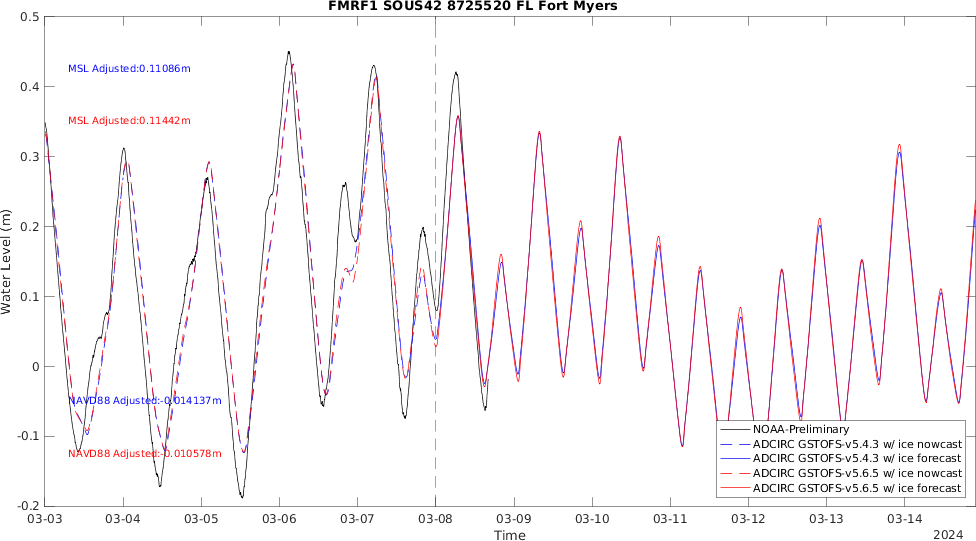 FMRF1 SOUS42 8725520 FL Fort Myers
0.5
0.4
0.3
0.2
0.1
0
-0.1
-0.2
Water Level (m)
MSL Adjusted:0.11086m
MSL Adjusted:0.11442m
NAVD88 Adjusted:-0.014137m
NAVD88 Adjusted:-0.010578m
NOAA-Preliminary
ADCIRC GSTOFS-v5.4.3 w/ ice nowcast
ADCIRC GSTOFS-v5.4.3 w/ ice forecast
ADCIRC GSTOFS-v5.6.5 w/ ice nowcast
ADCIRC GSTOFS-v5.6.5 w/ ice forecast
03-03 03-04 03-05 03-06 03-07 03-08 03-09 03-10 03-11 03-12 03-13 03-14
Time
2024